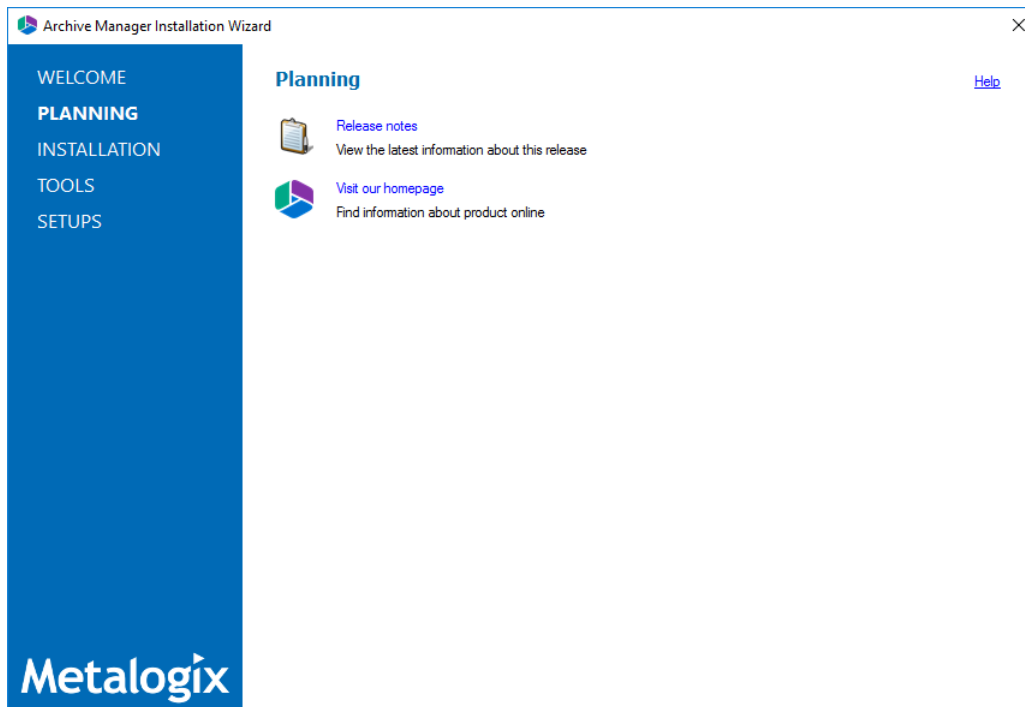 Archive Manager Installation Wizard
WELCOME
PLANNING
INSTALLATION
TOOLS
SETUPS
Metalogix
Planning
Help
Release notes
View the latest information about this release
Visit our homepage
Find information about product online